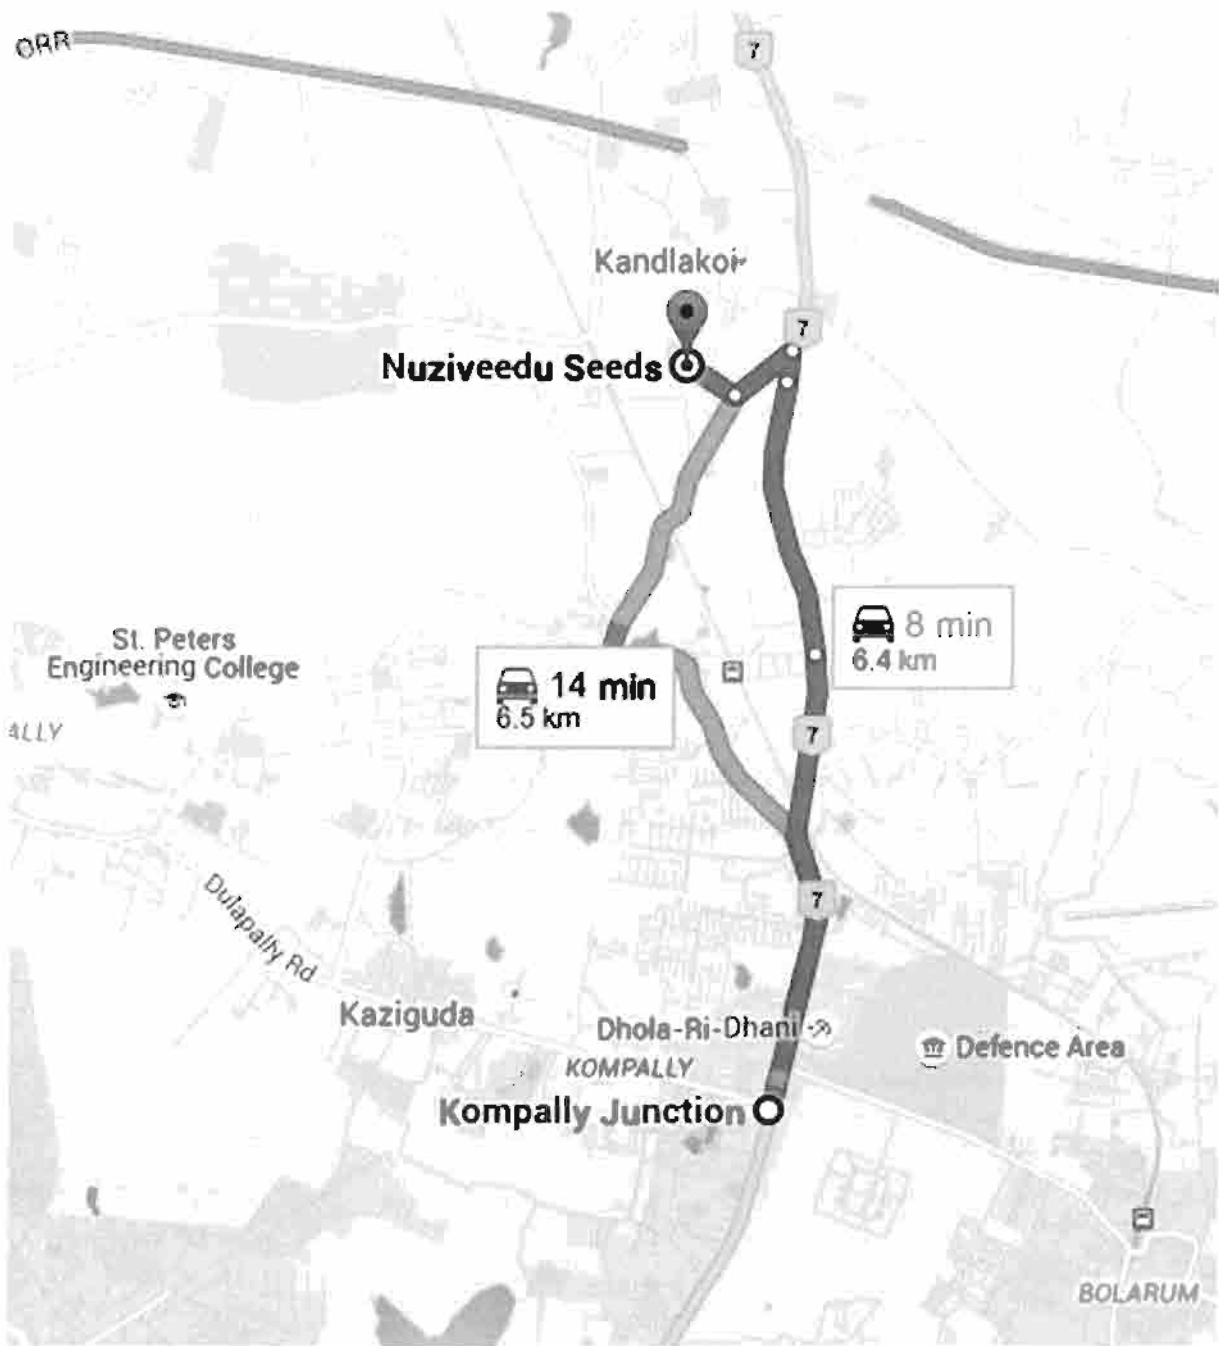 ORR
7
Kandlakoi
7
Nuziveedu Seeds
8 min
6.4 km
St. Peters
Engineering College
14 min
6.5 km
ALLY
7
7
Dulapally Rd
Kaziguda
Dhola-Ri-Dhani
Defence Area
KOMPALLY
Kompally Junction
BOLARUM